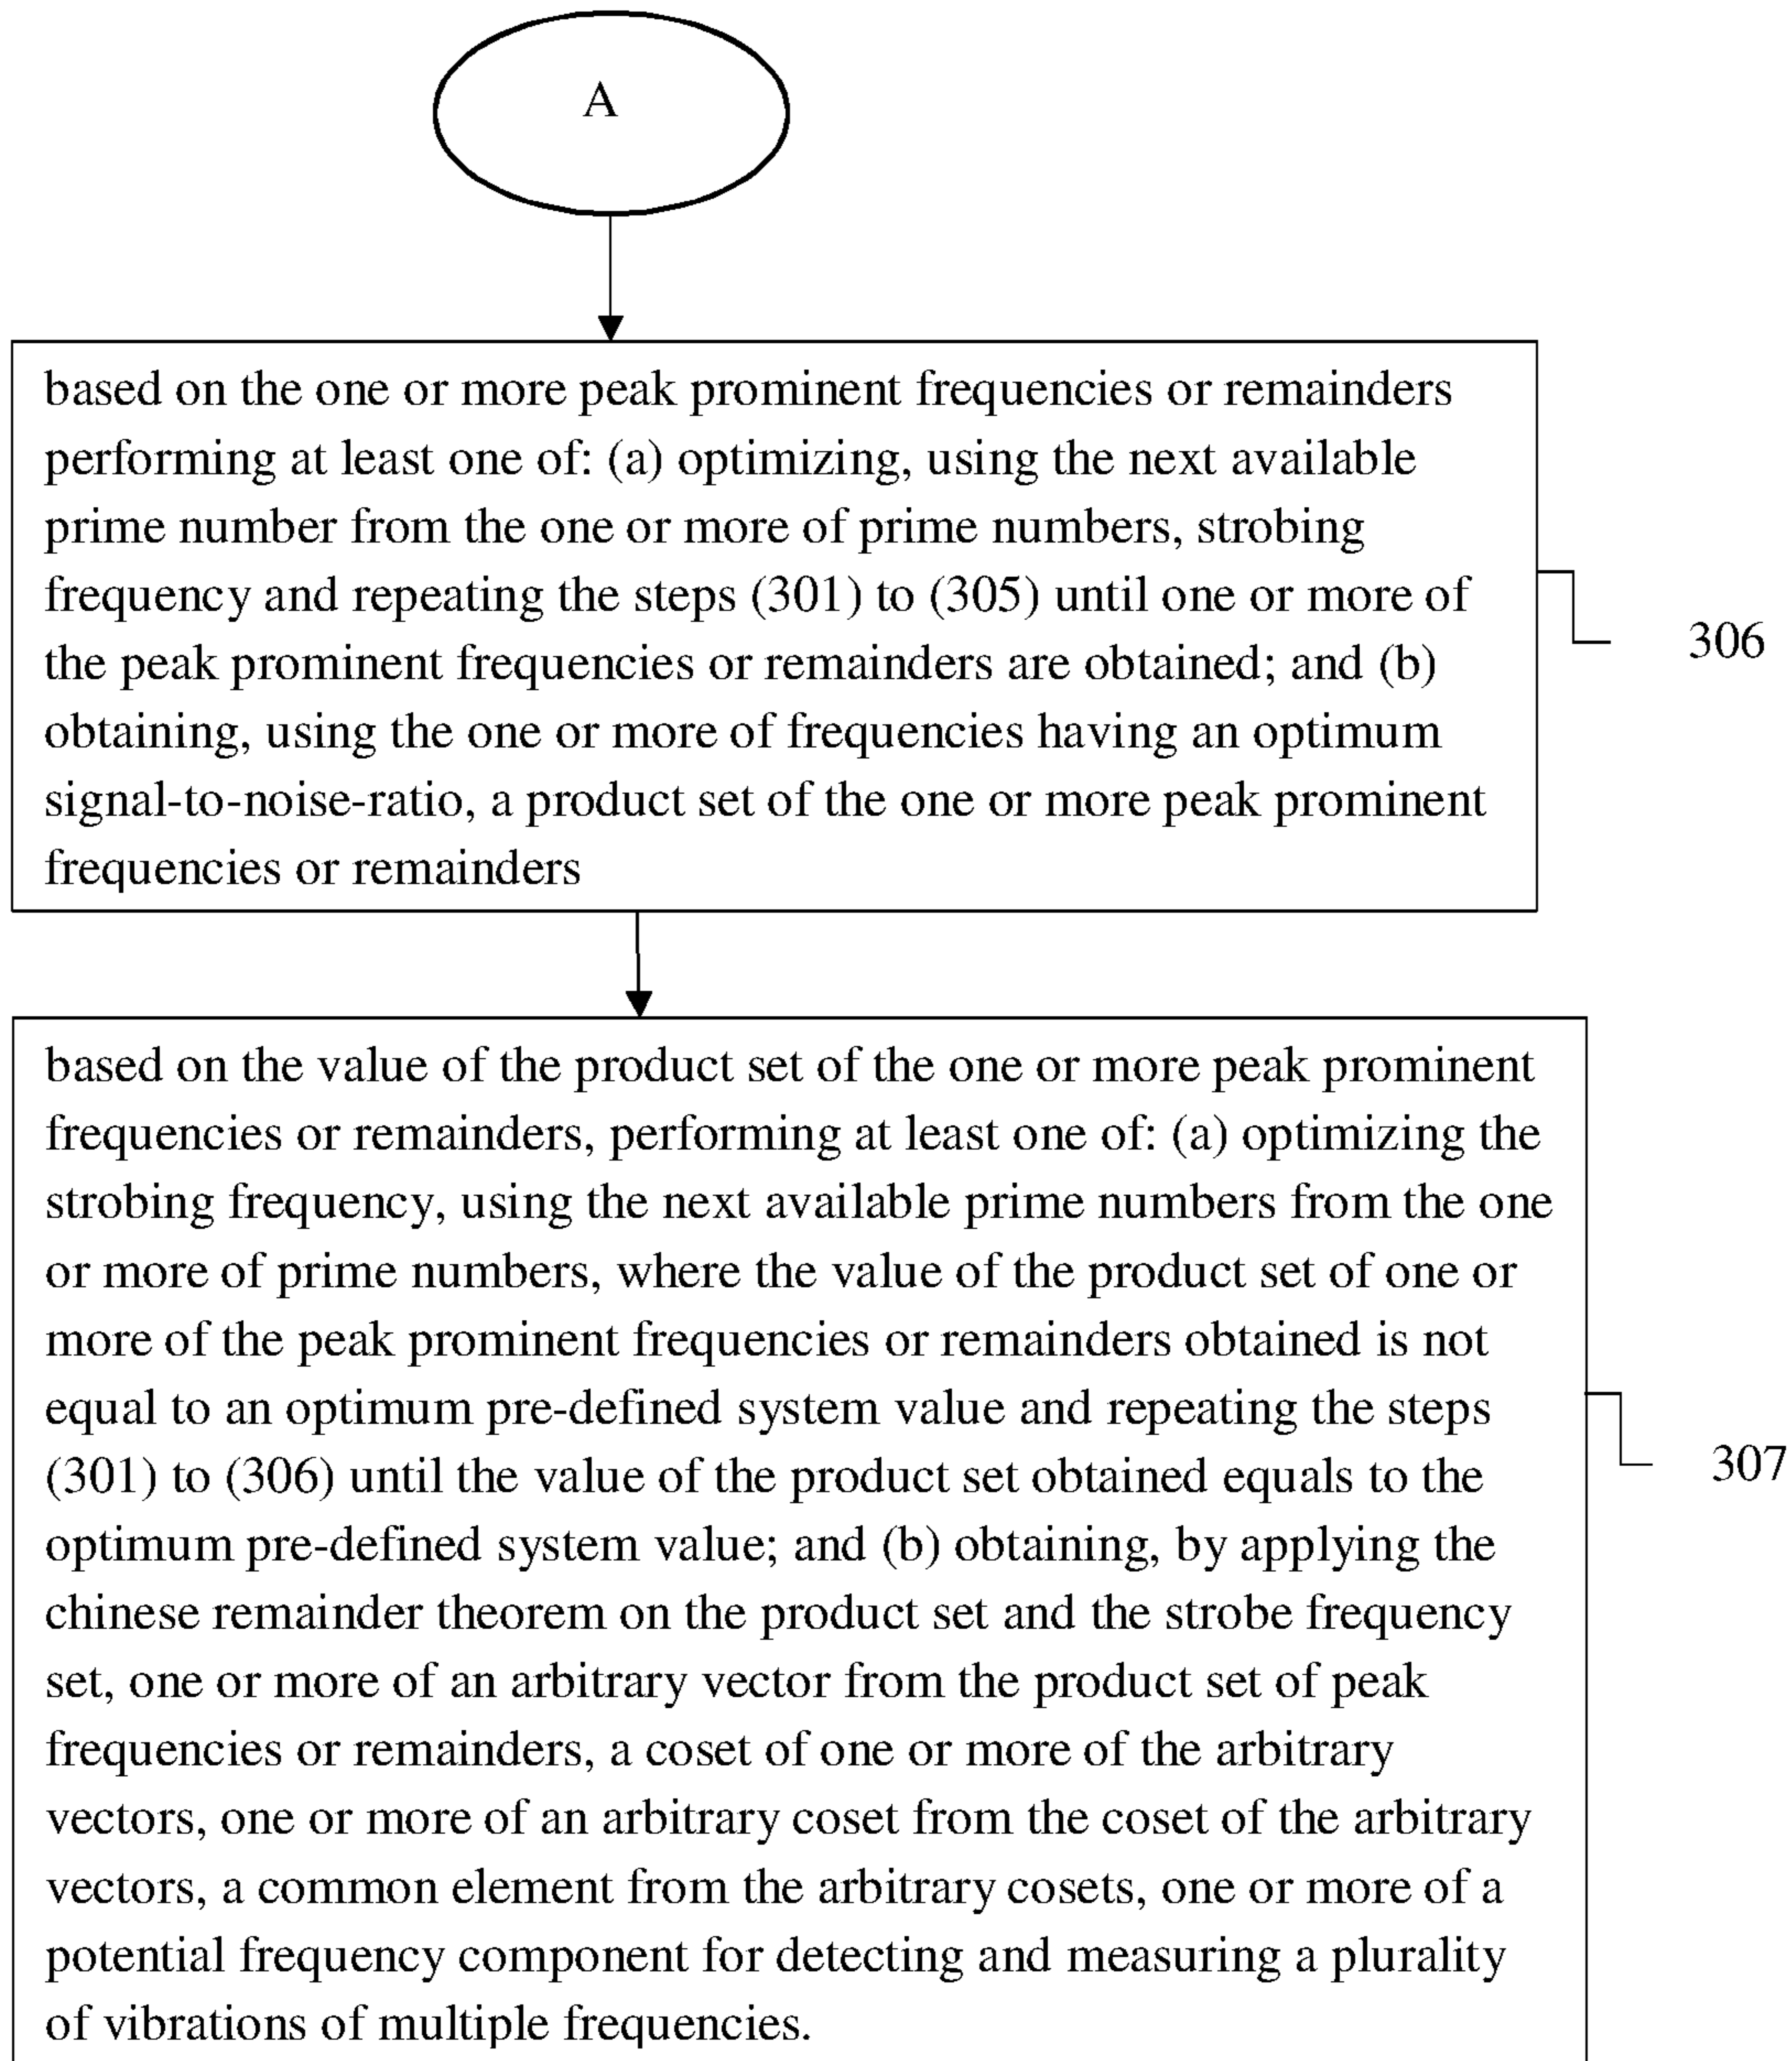 A
based on the one or more peak prominent frequencies or remainders
performing at least one of: (a) optimizing, using the next available
prime number from the one or more of prime numbers, strobing
frequency and repeating the steps (301) to (305) until one or more of
the peak prominent frequencies or remainders are obtained; and (b)
obtaining, using the one or more of frequencies having an optimum
signal-to-noise-ratio, a product set of the one or more peak prominent
frequencies or remainders
306
based on the value of the product set of the one or more peak prominent
frequencies or remainders, performing at least one of: (a) optimizing the
strobing frequency, using the next available prime numbers from the one
or more of prime numbers, where the value of the product set of one or
more of the peak prominent frequencies or remainders obtained is not
equal to an optimum pre-defined system value and repeating the steps
(301) to (306) until the value of the product set obtained equals to the
optimum pre-defined system value; and (b) obtaining, by applying the
chinese remainder theorem on the product set and the strobe frequency
set, one or more of an arbitrary vector from the product set of peak
frequencies or remainders, a coset of one or more of the arbitrary
vectors, one or more of an arbitrary coset from the coset of the arbitrary
vectors, a common element from the arbitrary cosets, one or more of a
potential frequency component for detecting and measuring a plurality
of vibrations of multiple frequencies.
307